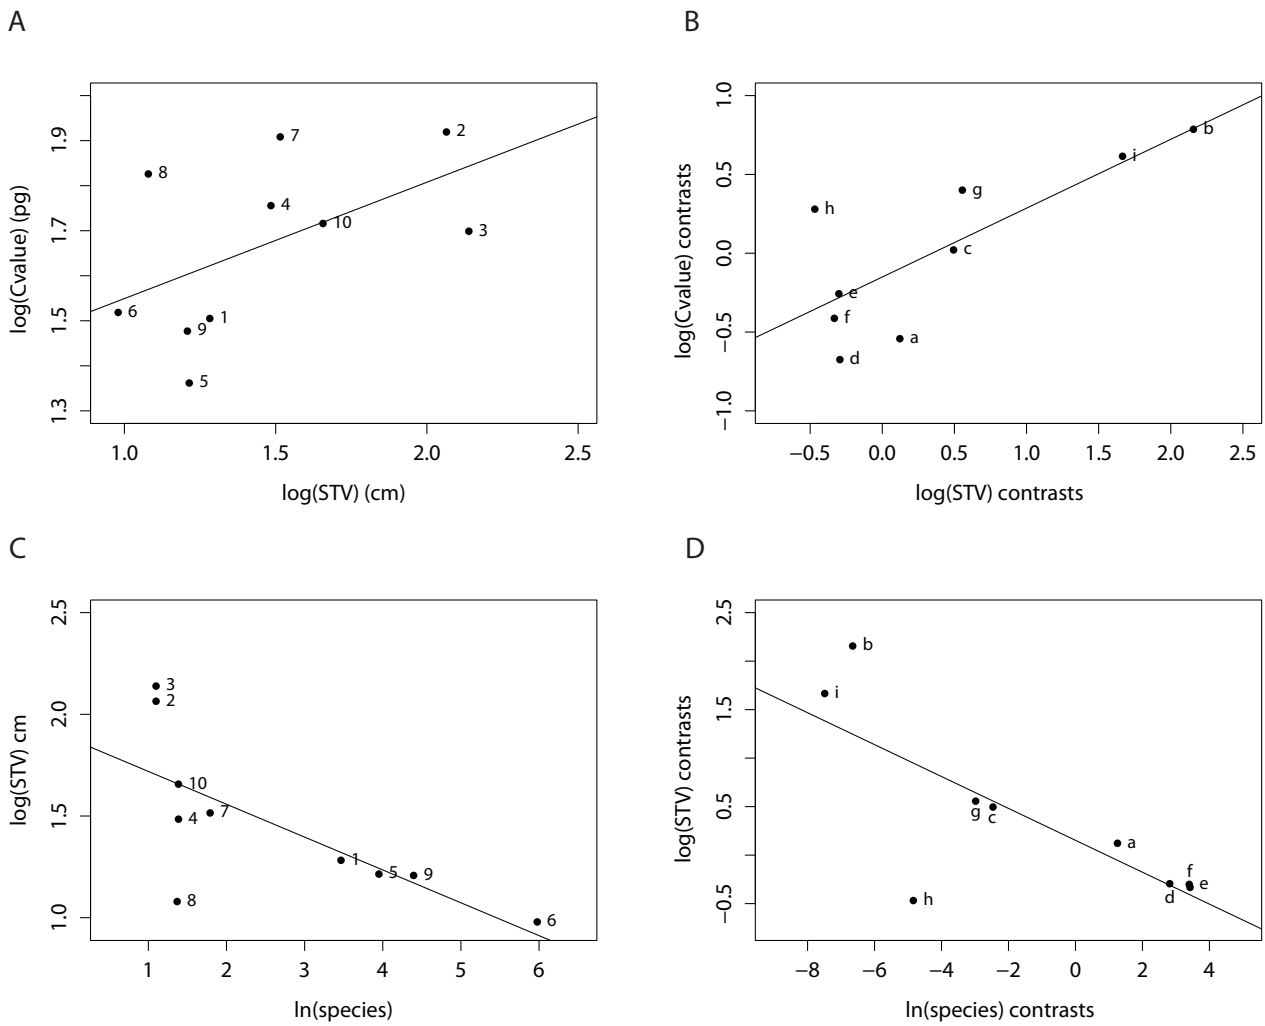 A
B
log(Cvalue) (pg)
1.9
1.7
1.5
1.3
7
2
8
4
10
3
6
1
9
5
1.0
1.5
2.0
2.5
log(STV) (cm)
log(Cvalue) contrasts
1.0
0.5
0.0
−0.5
−1.0
b
i
g
h
c
e
f
a
d
−0.5
0.0
0.5
1.0
1.5
2.0
2.5
log(STV) contrasts
C
D
log(STV) cm
2.5
2.0
1.5
1.0
3
2
10
4
7
1
5
9
8
6
1
2
3
4
5
6
ln(species)
log(STV) contrasts
2.5
1.5
0.5
−0.5
b
i
g
c
a
f
e
d
h
−8
−6
−4
−2
0
2
4
ln(species) contrasts